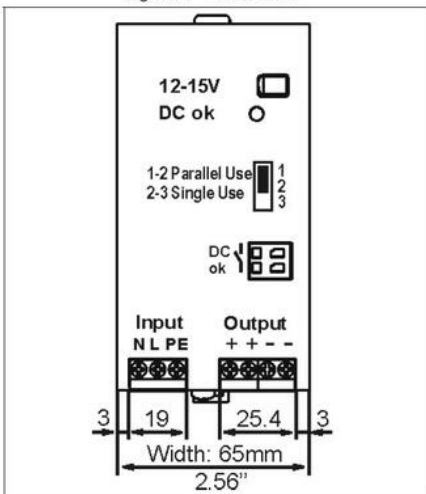 12-15V
DC ok
1-2 Parallel Use 1
2-3 Single Use 2
3
DC
ok
Input Output
N L PE + + - -
3 19 25.4 3
Width: 65mm
2.56"